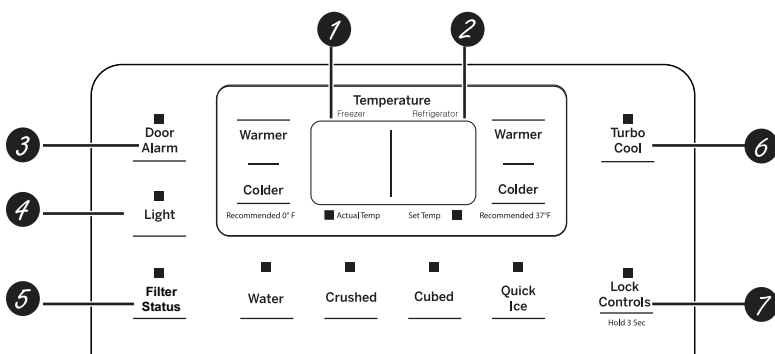 1
2
Temperature
Freezer Refrigerator
3
Door
Alarm
Warmer
Warmer
Turbo
Cool
6
4
Light
Colder
Colder
Recommended 0° F
Actual Temp
Set Temp
Recommended 37°F
5
Filter
Status
Water
Crushed
Cubed
Quick
Ice
Lock
Controls
Hold 3 Sec
7